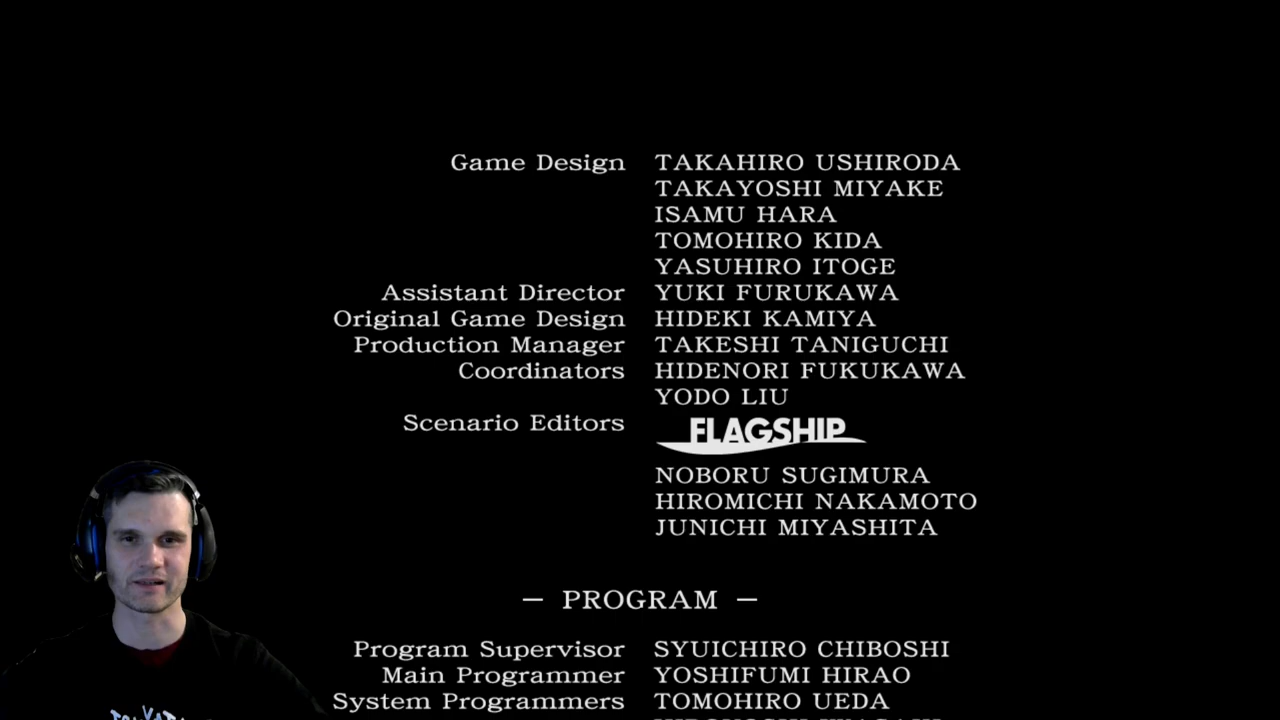 Game Design TAKAHIRO USHIRODA
TAKAYOSHI MIYAKE
ISAMU HARA
TOMOHIRO KIDA
YASUHIRO ITOGE
Assistant Director YUKI FURUKAWA
Original Game Design HIDEKI KAMIYA
Production Manager TAKESHI TANIGUCHI
Coordinators HIDENORI FUKUKAWA
YODO LIU
Scenario Editors FLAGSHIP
NOBORU SUGIMURA
HIROMICHI NAKAMOTO
JUNICHI MIYASHITA
— PROGRAM —
Program Supervisor SYUICHIRO CHIBOSHI
Main Programmer YOSHIFUMI HIRAO
System Programmers TOMOHIRO UEDA